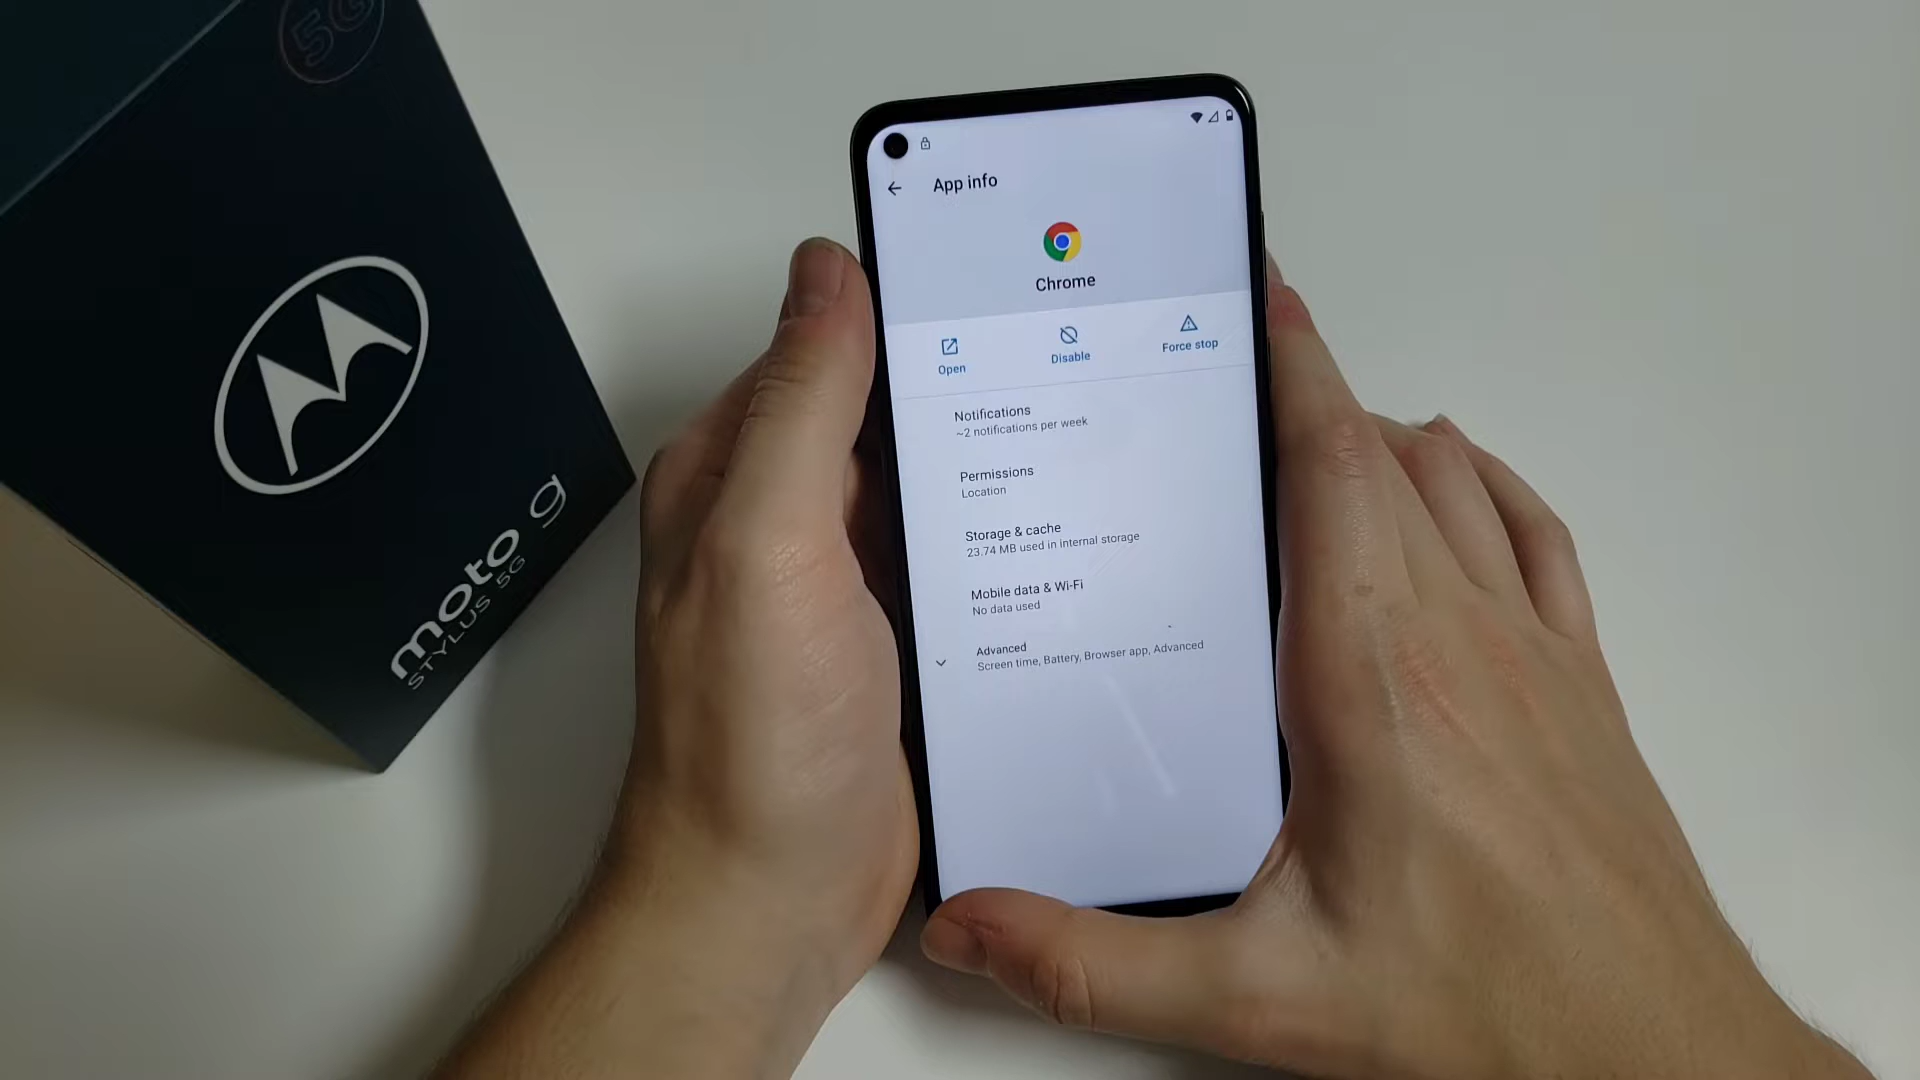 5G
moto g
STYLUS 5G
App info
Chrome
Open
Disable
Force stop
Notifications
~2 notifications per week
Permissions
Location
Storage & cache
23.74 MB used in internal storage
Mobile data & Wi-Fi
No data used
Advanced
Screen time, Battery, Browser app, Advanced